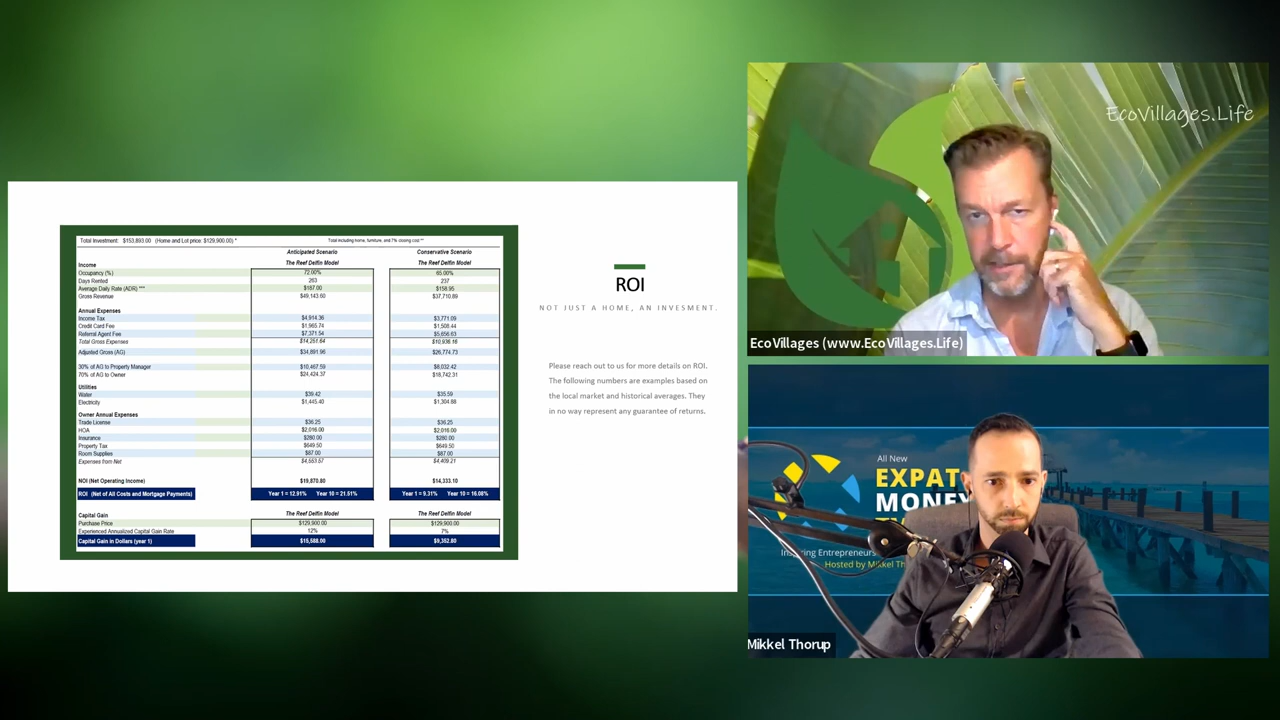 Total Investment: $153,893.00 (Home and Lot price: $129,900.00) * Total including home, furniture, and 7% closing cost **
Anticipated Scenario Conservative Scenario
Income The Reef Delfin Model The Reef Delfin Model
Occupancy (%) 72.00% 65.00%
Days Rented 263 237
Average Daily Rate (ADR) *** $187.00 $158.95
Gross Revenue $49,143.60 $37,710.89
Annual Expenses
Income Tax $4,914.36 $3,771.09
Credit Card Fee $1,965.74 $1,508.44
Referral Agent Fee $7,371.54 $5,656.63
Total Gross Expenses $14,251.64 $10,936.16
Adjusted Gross (AG) $34,891.96 $26,774.73
30% of AG to Property Manager $10,467.59 $8,032.42
70% of AG to Owner $24,424.37 $18,742.31
Utilities
Water $39.42 $35.59
Electricity $1,445.40 $1,304.88
Owner Annual Expenses
Trade License $36.25 $36.25
HOA $2,016.00 $2,016.00
Insurance $280.00 $280.00
Property Tax $649.50 $649.50
Room Supplies $87.00 $87.00
Expenses from Net $4,553.57 $4,409.21
NOI (Net Operating Income) $19,870.80 $14,333.10
ROI (Net of All Costs and Mortgage Payments) Year 1 = 12.91% Year 10 = 21.51% Year 1 = 9.31% Year 10 = 16.08%
Capital Gain The Reef Delfin Model The Reef Delfin Model
Purchase Price $129,900.00 $129,900.00
Experienced Annualized Capital Gain Rate 12% 7%
Capital Gain in Dollars (year 1) $15,588.00 $9,352.80
ROI
NOT JUST A HOME, AN INVESMENT.
Please reach out to us for more details on ROI.
The following numbers are examples based on
the local market and historical averages. They
in no way represent any guarantee of returns.
EcoVillages.Life
EcoVillages (www.EcoVillages.Life)
All New
EXPAT
MONEY
Inspiring Entrepreneurs
Hosted by Mikkel Th
Mikkel Thorup